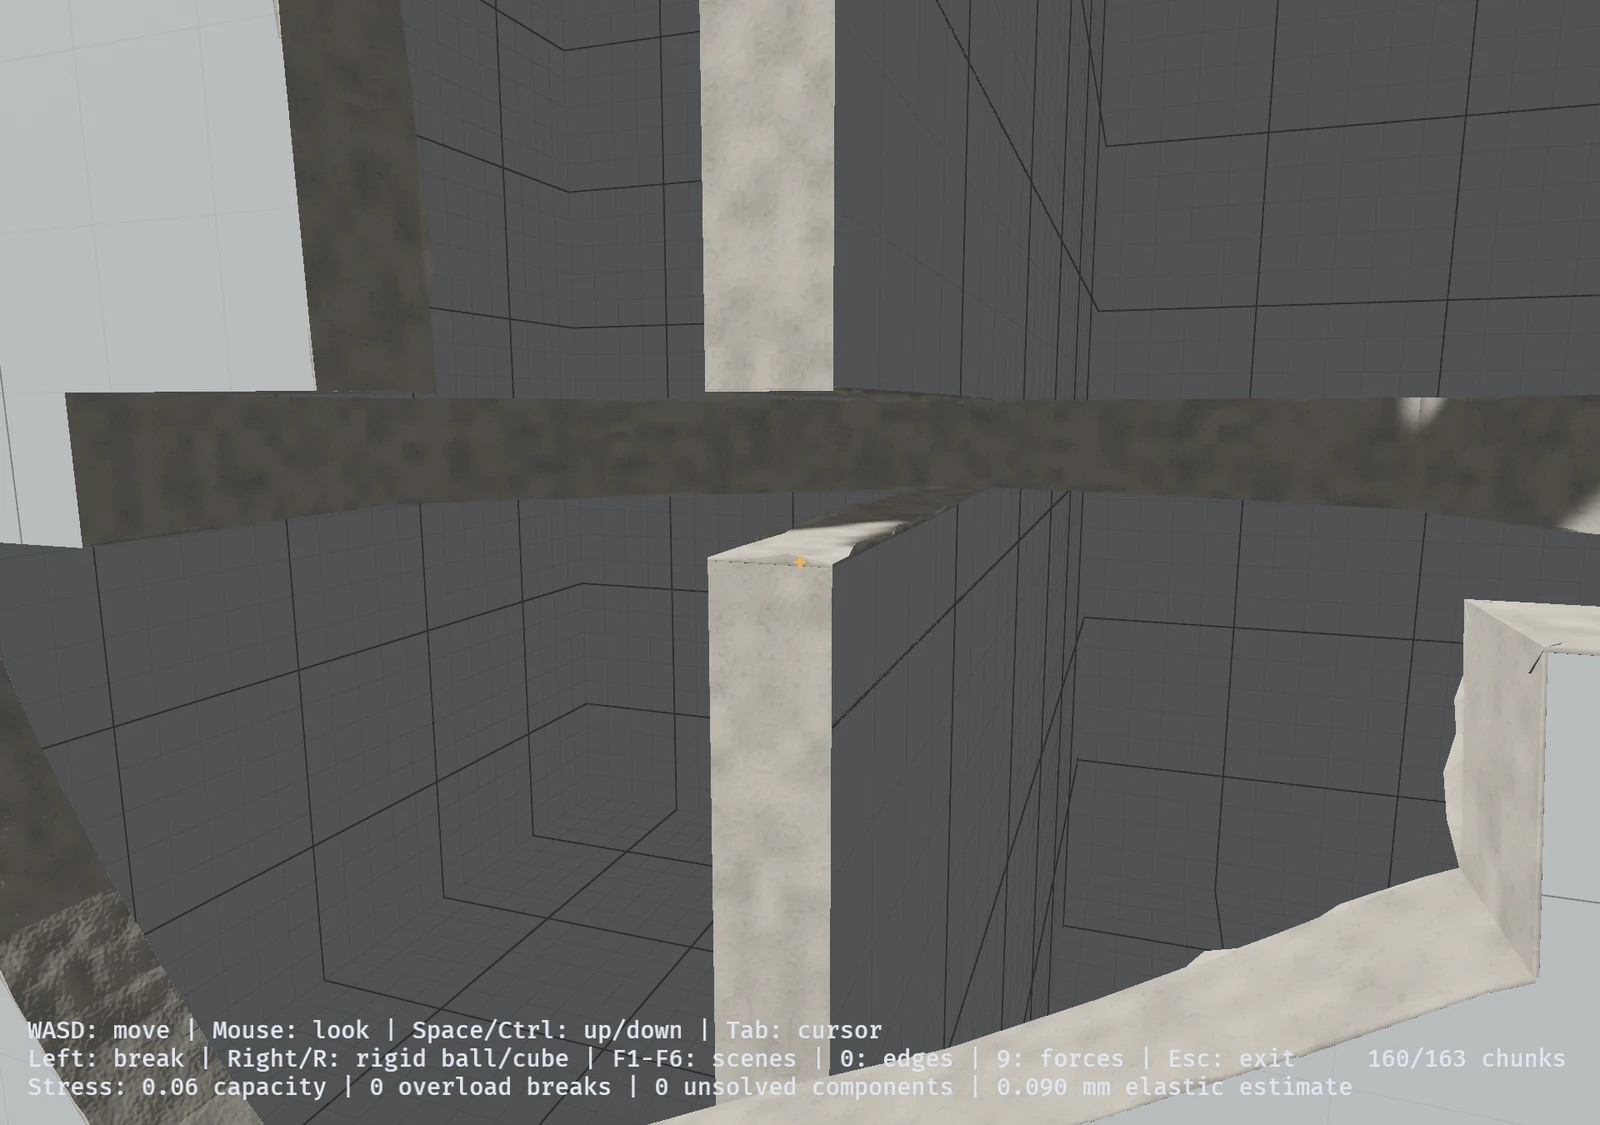 WASD: move | Mouse: look | Space/Ctrl: up/down | Tab: cursor
Left: break | Right/R: rigid ball/cube | F1-F6: scenes | 0: edges | 9: forces | Esc: exit 160/163 chunks
Stress: 0.06 capacity | 0 overload breaks | 0 unsolved components | 0.090 mm elastic estimate